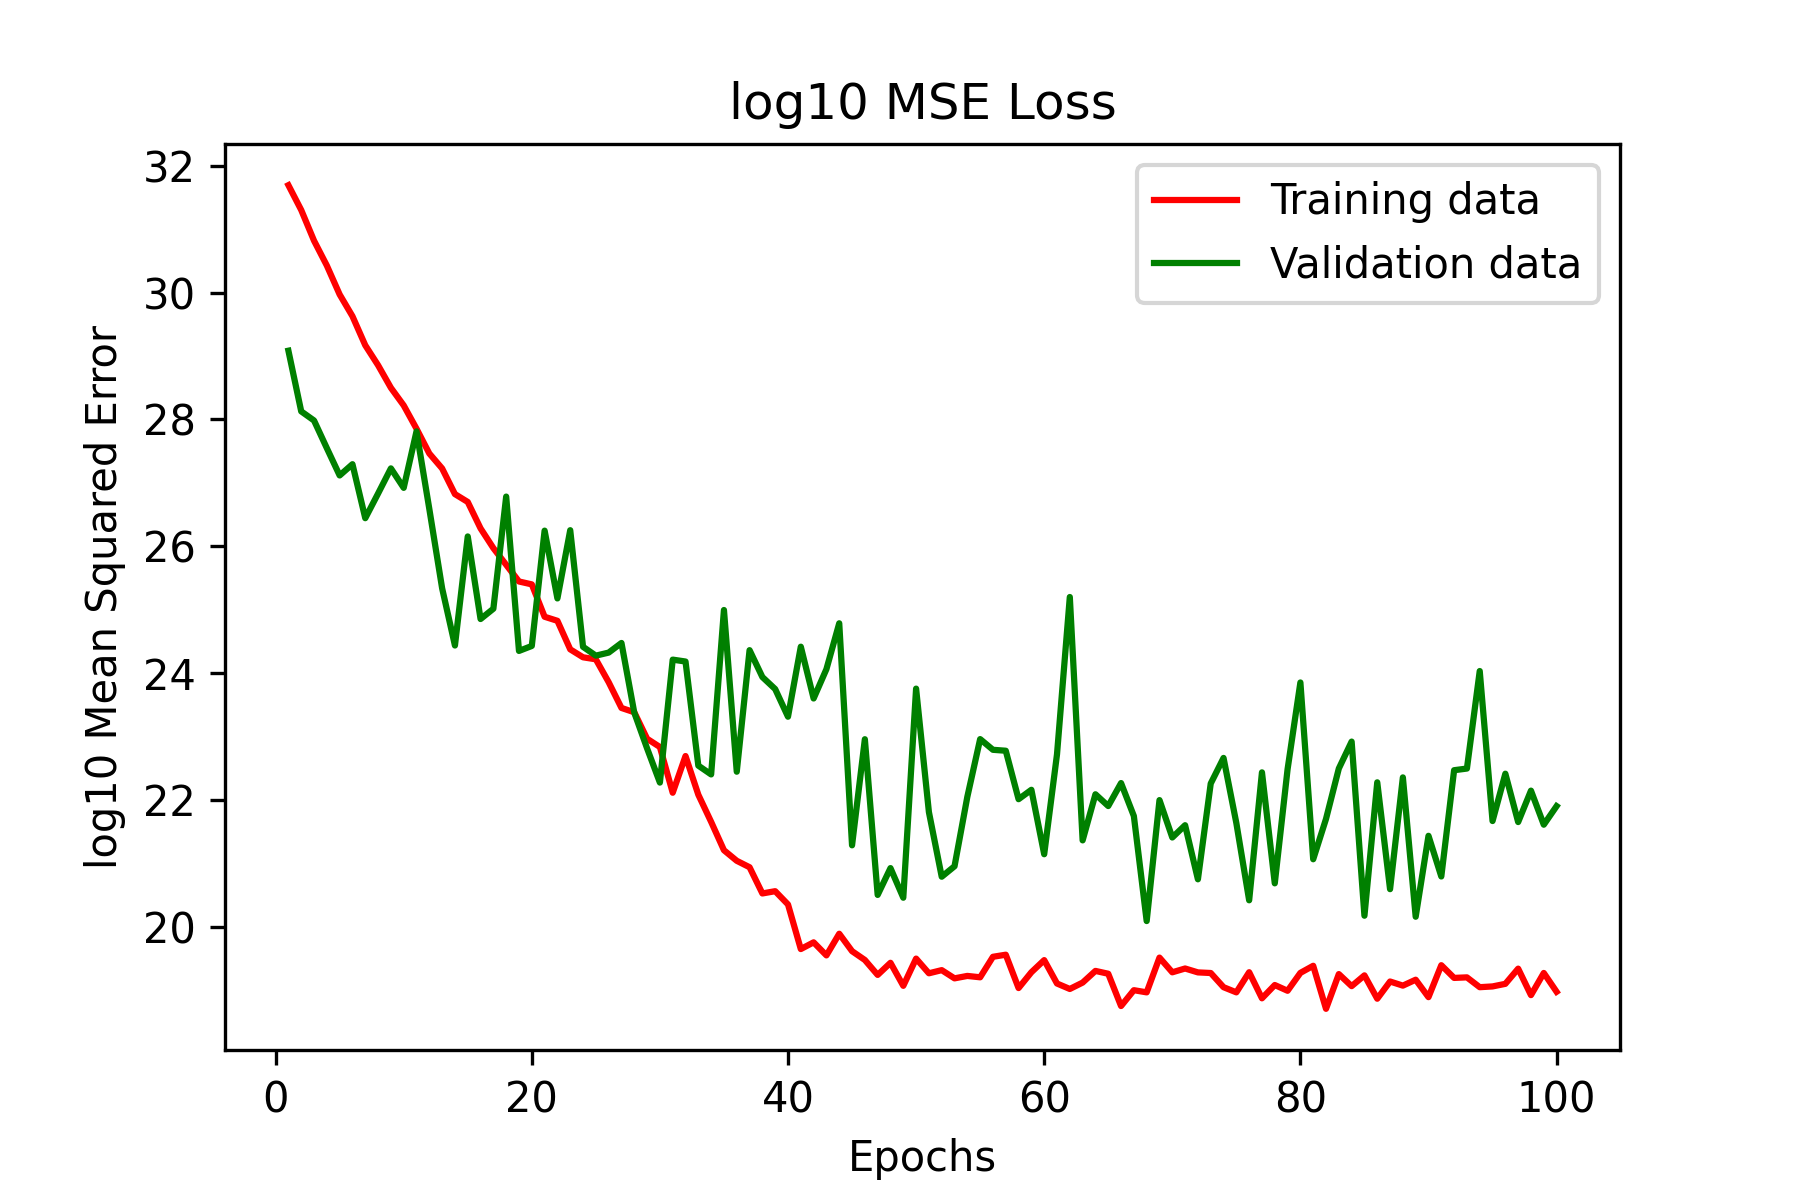 log10 MSE Loss
32
30
28
26
24
22
20
log10 Mean Squared Error
Training data
Validation data
0 20 40 60 80 100
Epochs